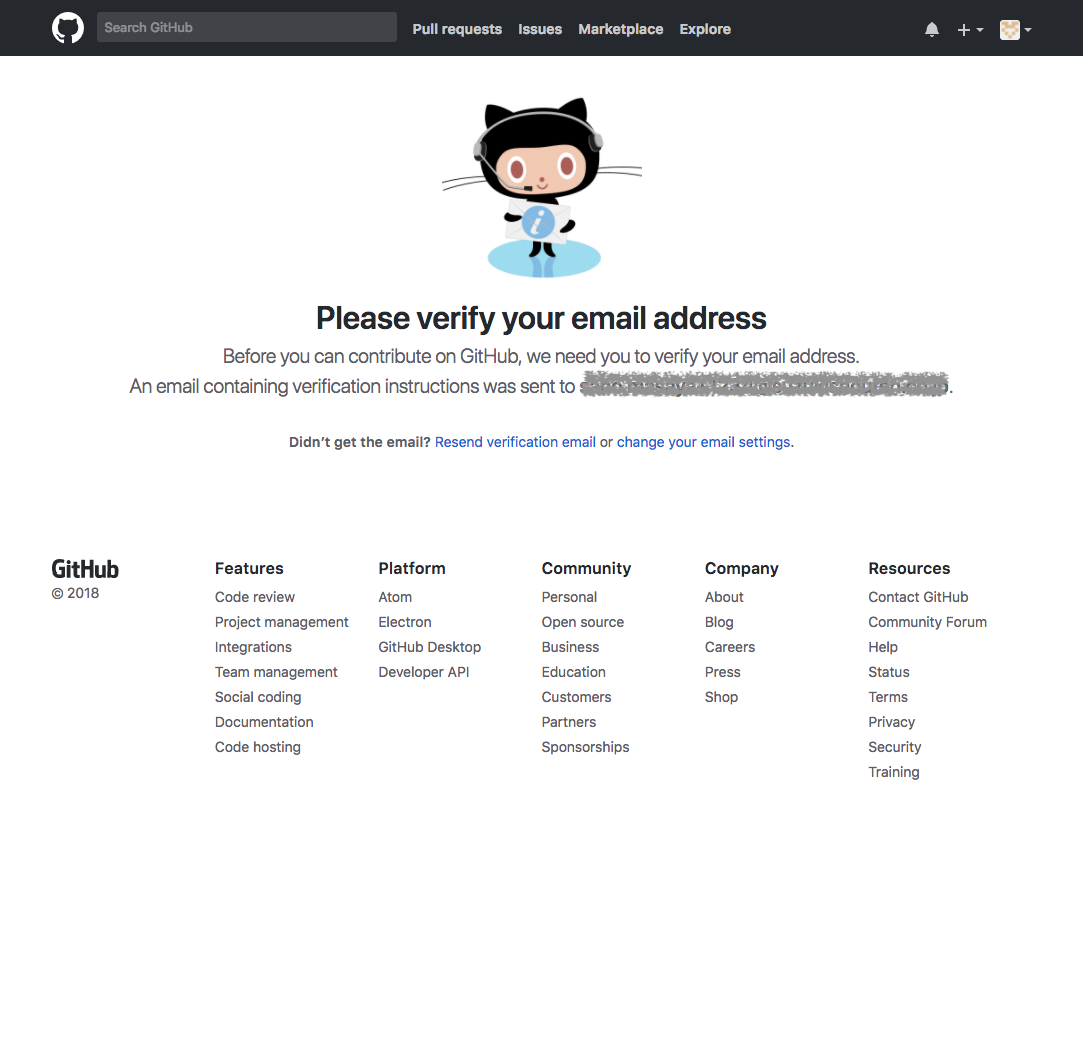 Search GitHub Pull requests Issues Marketplace Explore
i
Please verify your email address
Before you can contribute on GitHub, we need you to verify your email address.
An email containing verification instructions was sent to .
Didn’t get the email? Resend verification email or change your email settings.
GitHub
© 2018
Features
Code review
Project management
Integrations
Team management
Social coding
Documentation
Code hosting
Platform
Atom
Electron
GitHub Desktop
Developer API
Community
Personal
Open source
Business
Education
Customers
Partners
Sponsorships
Company
About
Blog
Careers
Press
Shop
Resources
Contact GitHub
Community Forum
Help
Status
Terms
Privacy
Security
Training